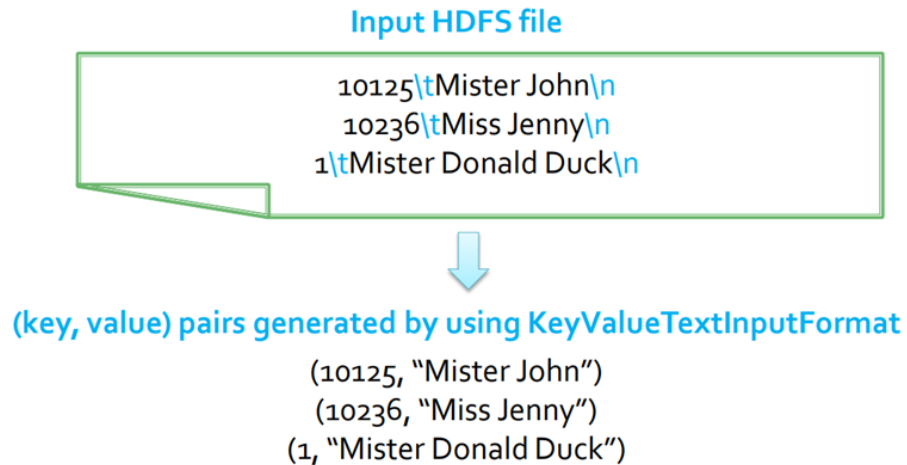 Input HDFS file
10125\tMister John\n
10236\tMiss Jenny\n
1\tMister Donald Duck\n
(key, value) pairs generated by using KeyValueTextInputFormat
(10125, “Mister John”)
(10236, “Miss Jenny”)
(1, “Mister Donald Duck”)